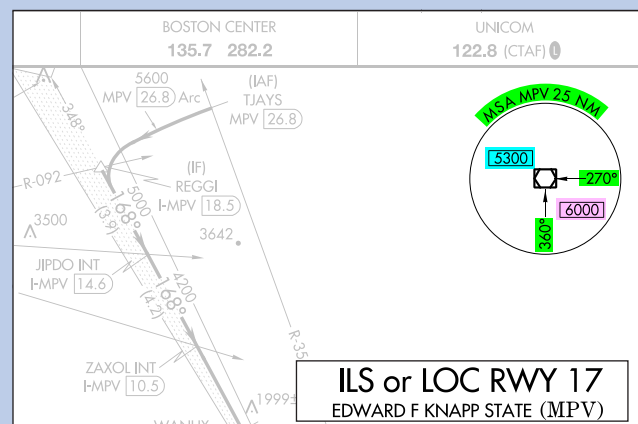 BOSTON CENTER
135.7 282.2
UNICOM
122.8 (CTAF) L
5600
MPV 26.8 Arc
(IAF)
TJAYS
MPV 26.8
348°
R-092
(IF)
REGGI
I-MPV 18.5
168°
5000
(3.9)
3500
3642
JIPDO INT
I-MPV 14.6
168°
4200
(4.2)
ZAXOL INT
I-MPV 10.5
R-35
1999±
MSA MPV 25 NM
5300
270°
6000
360°
ILS or LOC RWY 17
EDWARD F KNAPP STATE (MPV)